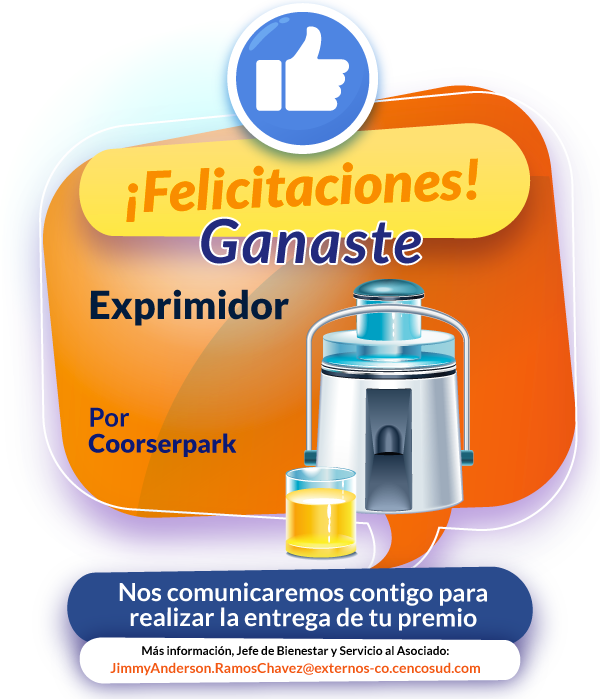 ¡Felicitaciones!
Ganaste
Exprimidor
Por
Coorserpark
Nos comunicaremos contigo para
realizar la entrega de tu premio
Más información, Jefe de Bienestar y Servicio al Asociado:
JimmyAnderson.RamosChavez@externos-co.cencosud.com